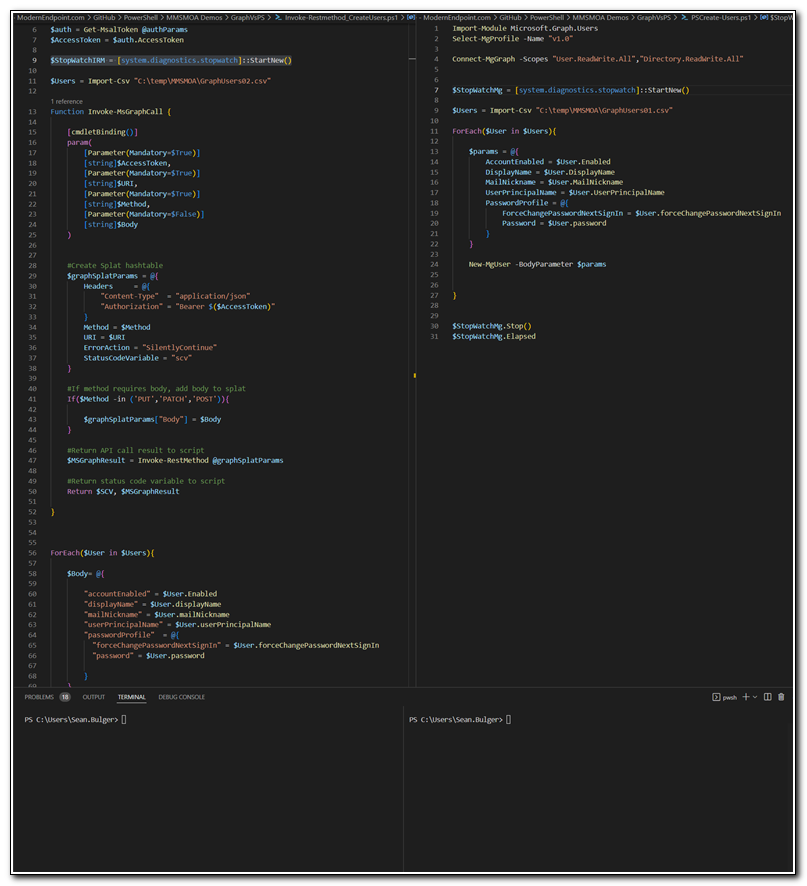 ModernEndpoint.com > GitHub > PowerShell > MMSMOA Demos > GraphVsPS > Invoke-Restmethod_CreateUsers.ps1 >
6 $auth = Get-MsalToken @authParams
7 $AccessToken = $auth.AccessToken
8
9 $StopWatchIRM = [system.diagnostics.stopwatch]::StartNew()
10
11 $Users = Import-Csv "C:\temp\MMSMOA\GraphUsers02.csv"
12
1 reference
13 Function Invoke-MsGraphCall {
14
15 [cmdletBinding()]
16 param(
17 [Parameter(Mandatory=$True)]
18 [string]$AccessToken,
19 [Parameter(Mandatory=$True)]
20 [string]$URI,
21 [Parameter(Mandatory=$True)]
22 [string]$Method,
23 [Parameter(Mandatory=$False)]
24 [string]$Body
25 )
26
27
28 #Create Splat hashtable
29 $graphSplatParams = @{
30 Headers = @{
31 "Content-Type" = "application/json"
32 "Authorization" = "Bearer $($AccessToken)"
33 }
34 Method = $Method
35 URI = $URI
36 ErrorAction = "SilentlyContinue"
37 StatusCodeVariable = "scv"
38 }
39
40 #If method requires body, add body to splat
41 If($Method -in ('PUT','PATCH','POST')){
42
43 $graphSplatParams["Body"] = $Body
44 }
45
46 #Return API call result to script
47 $MSGraphResult = Invoke-RestMethod @graphSplatParams
48
49 #Return status code variable to script
50 Return $SCV, $MSGraphResult
51
52 }
53
54
55
56 ForEach($User in $Users){
57
58 $Body= @{
59
60 "accountEnabled" = $User.Enabled
61 "displayName" = $User.displayName
62 "mailNickname" = $User.mailNickname
63 "userPrincipalName" = $User.userPrincipalName
64 "passwordProfile" = @{
65 "forceChangePasswordNextSignIn" = $User.forceChangePasswordNextSignIn
66 "password" = $User.password
67
68 }
69 }
ModernEndpoint.com > GitHub > PowerShell > MMSMOA Demos > GraphVsPS > PSCreate-Users.ps1 >
1 Import-Module Microsoft.Graph.Users
2 Select-MgProfile -Name "v1.0"
3
4 Connect-MgGraph -Scopes "User.ReadWrite.All","Directory.ReadWrite.All"
5
6
7 $StopWatchMg = [system.diagnostics.stopwatch]::StartNew()
8
9 $Users = Import-Csv "C:\temp\MMSMOA\GraphUsers01.csv"
10
11 ForEach($User in $Users){
12
13 $params = @{
14 AccountEnabled = $User.Enabled
15 DisplayName = $User.DisplayName
16 MailNickname = $User.MailNickname
17 UserPrincipalName = $User.UserPrincipalName
18 PasswordProfile = @{
19 ForceChangePasswordNextSignIn = $User.forceChangePasswordNextSignIn
20 Password = $User.password
21 }
22 }
23
24 New-MgUser -BodyParameter $params
25
26
27 }
28
29
30 $StopWatchMg.Stop()
31 $StopWatchMg.Elapsed
PROBLEMS 18 OUTPUT TERMINAL DEBUG CONSOLE
pwsh
PS C:\Users\Sean.Bulger>
PS C:\Users\Sean.Bulger>